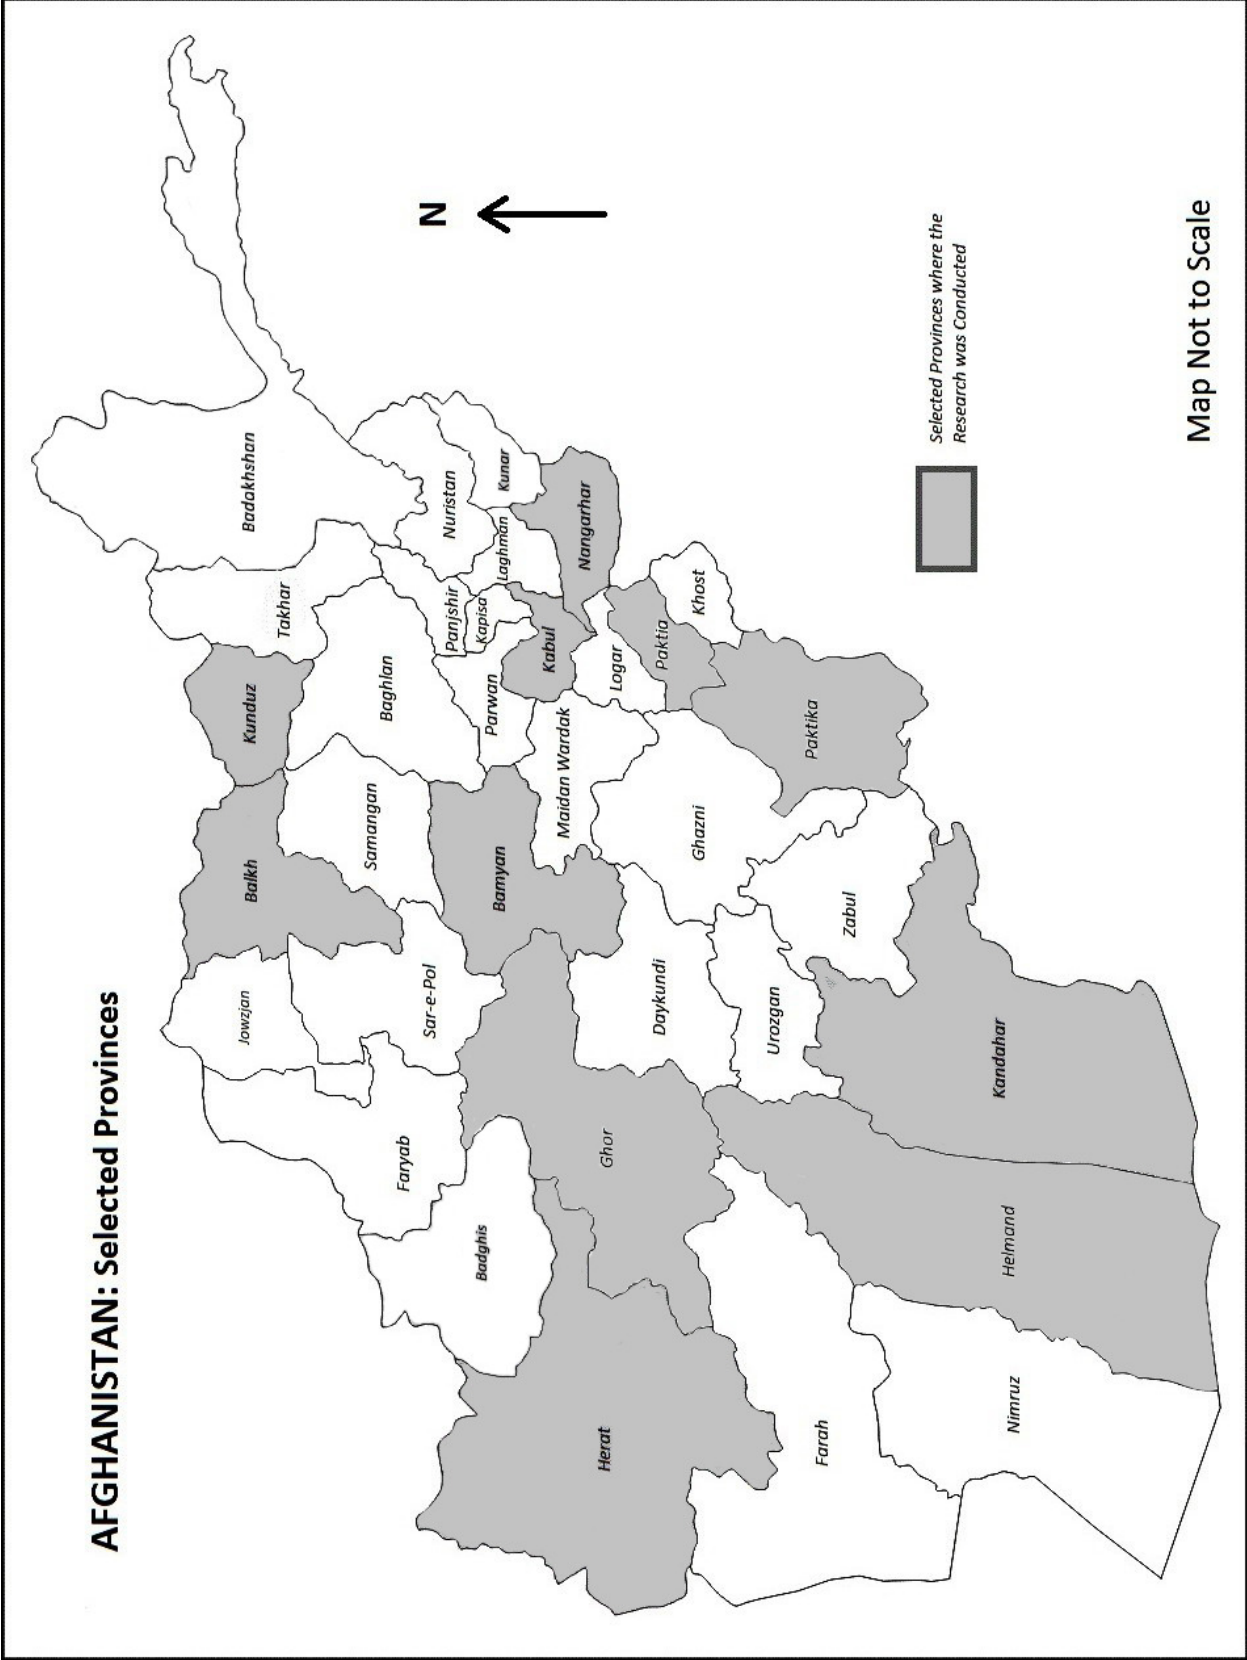 AFGHANISTAN: Selected Provinces
Badakhshan
Takhar
Kunduz
Balkh
Jowzjan
N
Nuristan
Kunar
Laghman
Panjshir
Kapisa
Baghlan
Samangan
Sar-e-Pol
Faryab
Badghis
Nangarhar
Kabul
Parwan
Maidan Wardak
Bamyan
Logar
Paktia
Khost
Ghor
Herat
Daykundi
Ghazni
Paktika
Urozgan
Zabul
Farah
Kandahar
Helmand
Nimruz
Selected Provinces where the
Research was Conducted
Map Not to Scale